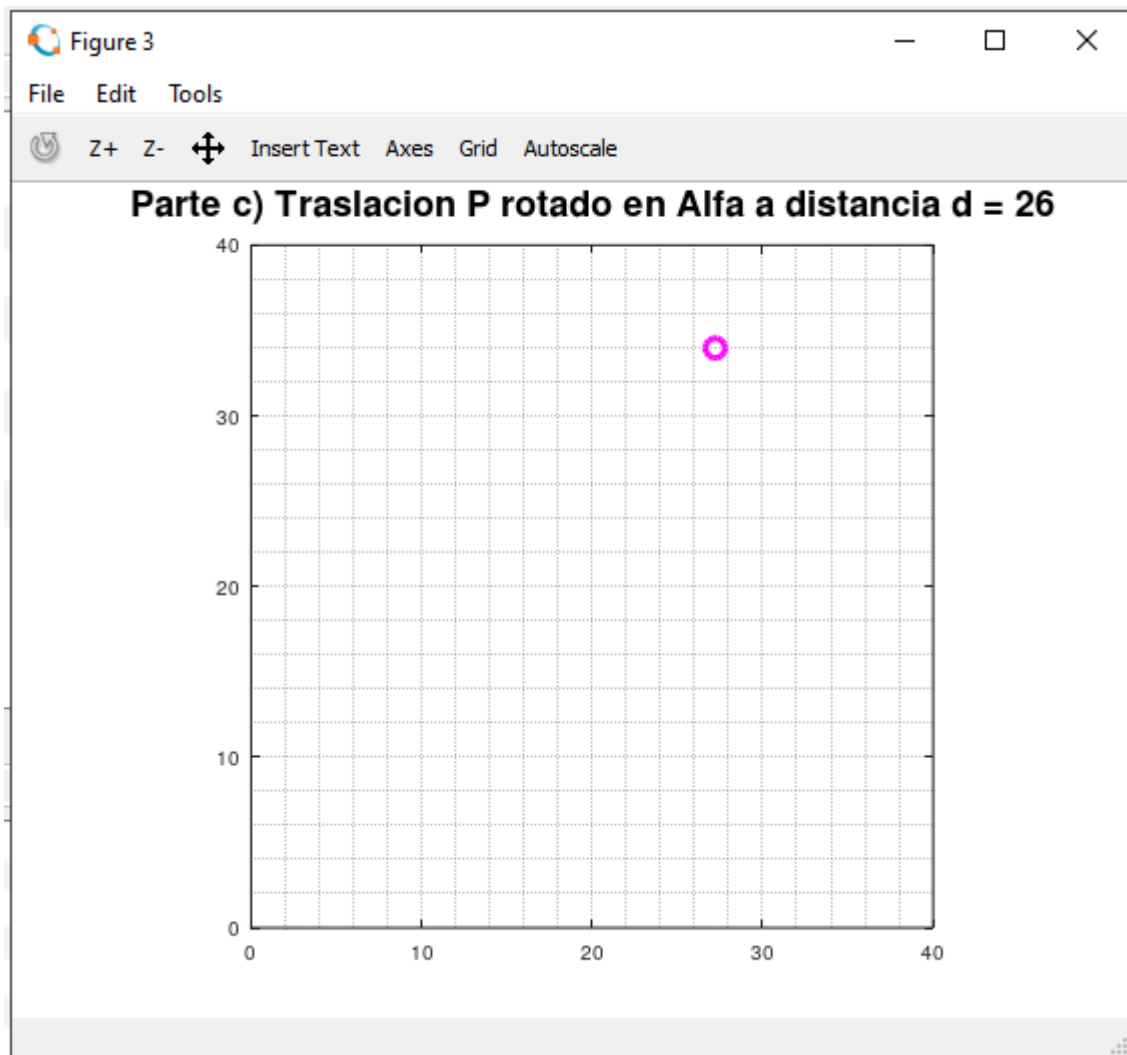 Figure 3
File Edit Tools
Z+ Z- Insert Text Axes Grid Autoscale
Parte c) Traslacion P rotado en Alfa a distancia d = 26
40
30
20
10
0
0 10 20 30 40